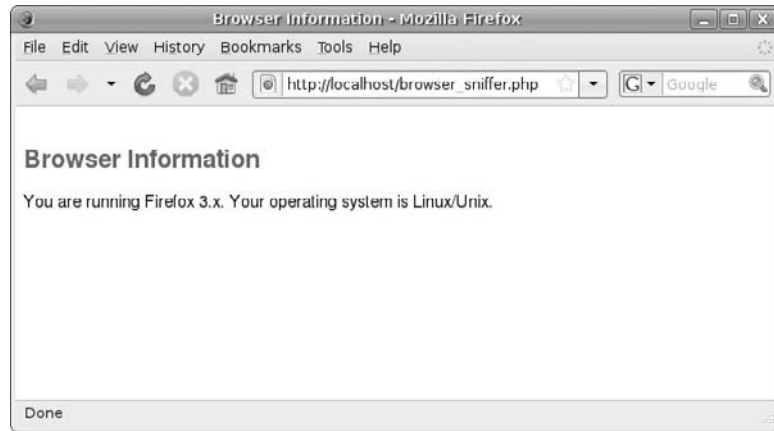 Browser Information - Mozilla Firefox
File Edit View History Bookmarks Tools Help
http://localhost/browser_sniffer.php G Google
Browser Information
You are running Firefox 3.x. Your operating system is Linux/Unix.
Done